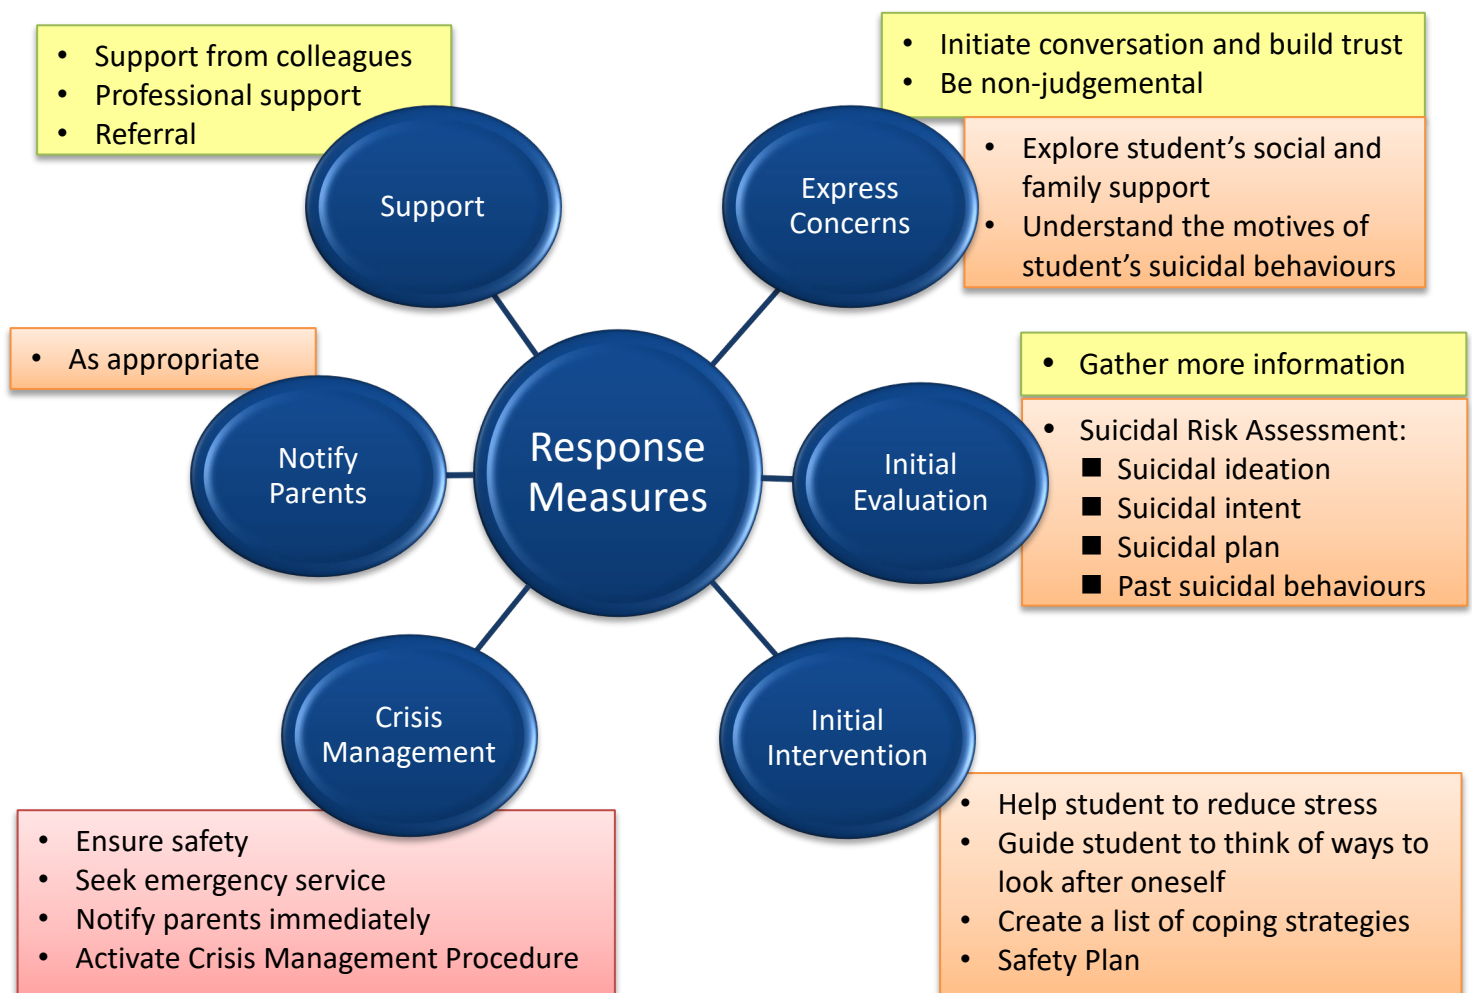 • Support from colleagues
• Professional support
• Referral
Support
• Initiate conversation and build trust
• Be non-judgemental
• Explore student’s social and
family support
• Understand the motives of
student’s suicidal behaviours
Express
Concerns
• As appropriate
Notify
Parents
Response
Measures
• Gather more information
• Suicidal Risk Assessment:
■ Suicidal ideation
■ Suicidal intent
■ Suicidal plan
■ Past suicidal behaviours
Initial
Evaluation
Crisis
Management
• Ensure safety
• Seek emergency service
• Notify parents immediately
• Activate Crisis Management Procedure
Initial
Intervention
• Help student to reduce stress
• Guide student to think of ways to
look after oneself
• Create a list of coping strategies
• Safety Plan